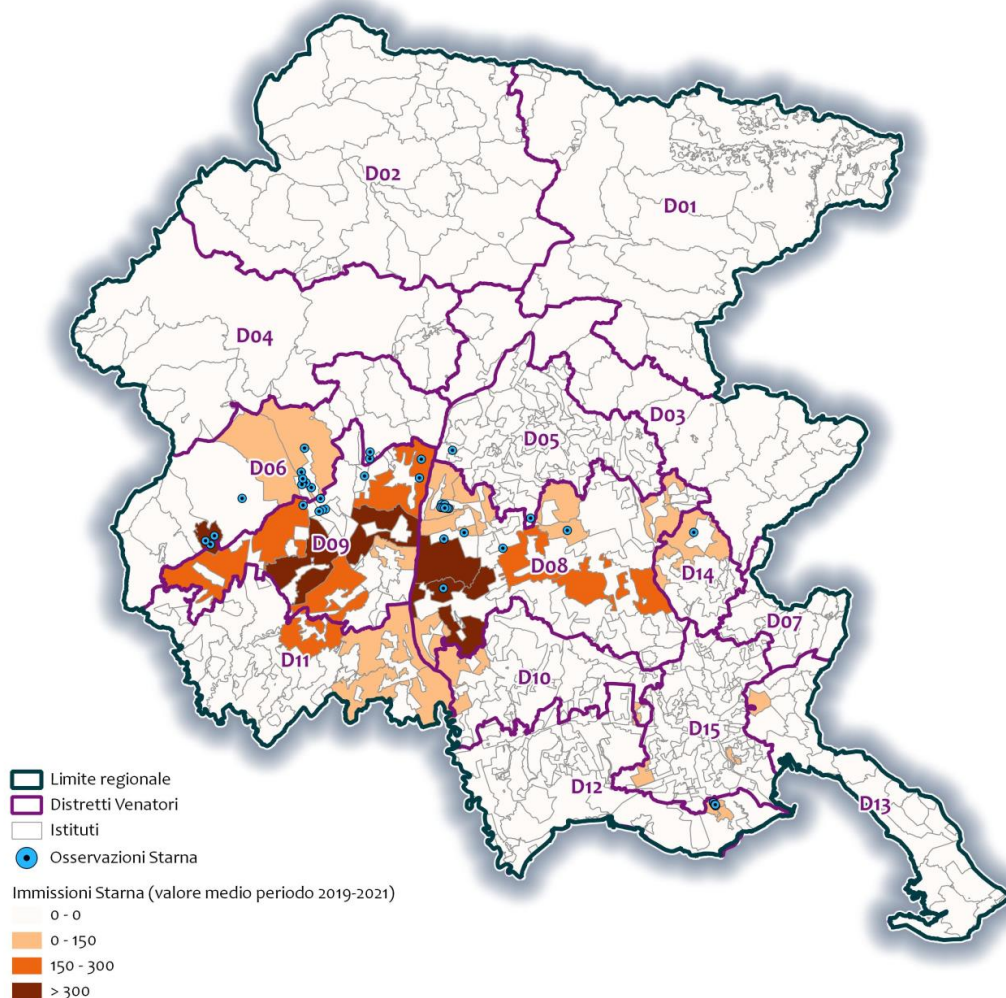 D02
D01
D04
D03
D05
D06
D09
D08
D14
D07
D11
D10
D15
D12
D13
Limite regionale
Distretti Venatori
Istituti
Osservazioni Starna
Immissioni Starna (valore medio periodo 2019-2021)
0 - 0
0 - 150
150 - 300
> 300